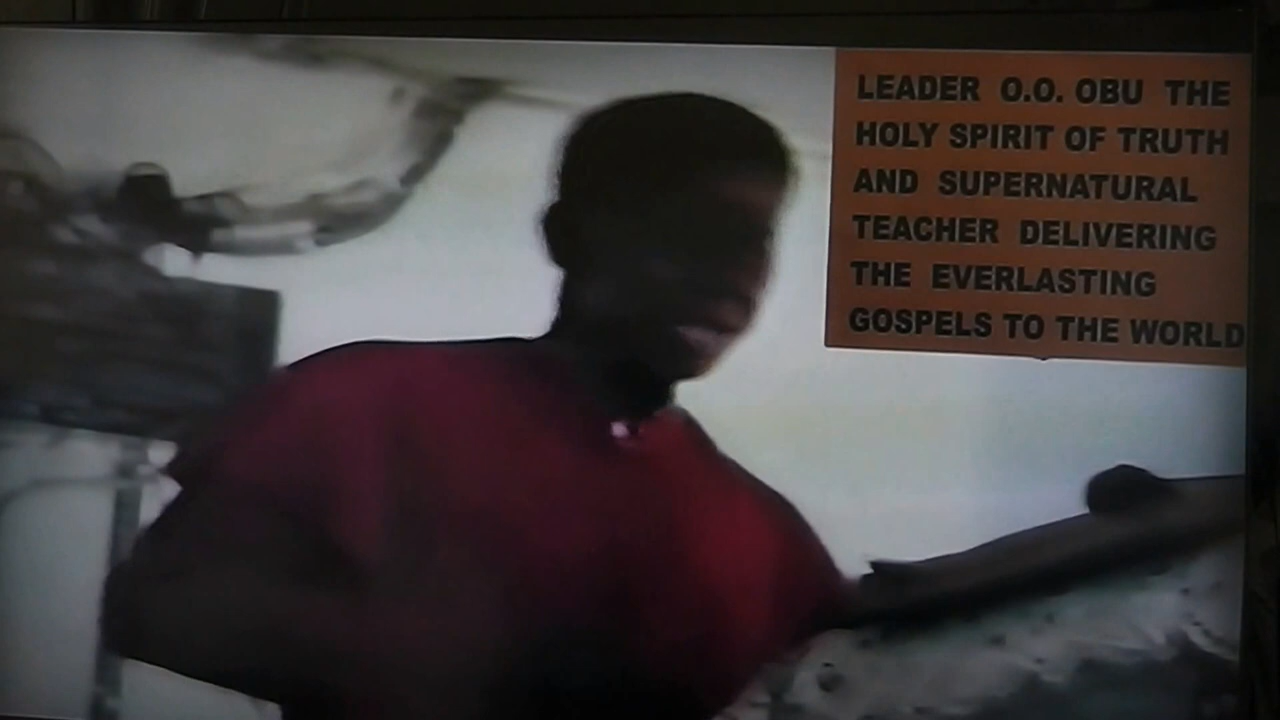 LEADER O.O. OBU THE
HOLY SPIRIT OF TRUTH
AND SUPERNATURAL
TEACHER DELIVERING
THE EVERLASTING
GOSPELS TO THE WORLD